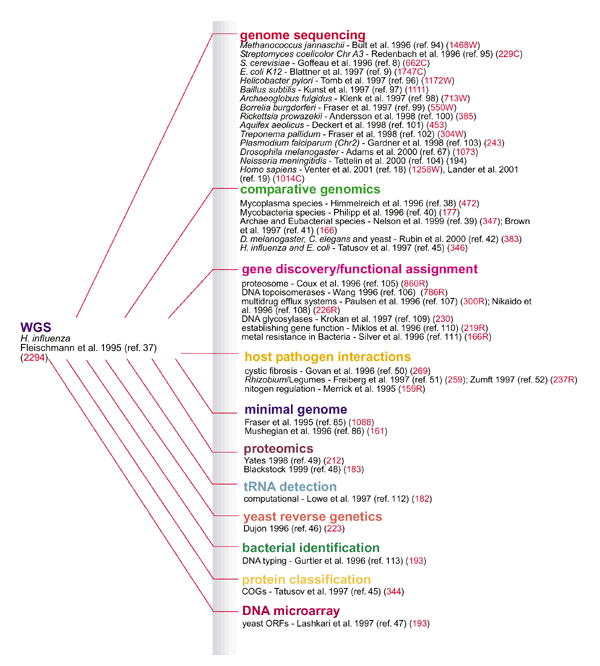 genome sequencing
Methanococcus jannaschii - Bult et al. 1996 (ref. 94) (1468W)
Streptomyces coelicolor Chr A3 - Redenbach et al. 1996 (ref. 95) (229C)
S. cerevisiae - Goffeau et al. 1996 (ref. 8) (662C)
E. coli K12 - Blattner et al. 1997 (ref. 9) (1747C)
Helicobacter pylori - Tomb et al. 1997 (ref. 96) (1172W)
Baillus subtilis - Kunst et al. 1997 (ref. 97) (1111)
Archaeoglobus fulgidus - Klenk et al. 1997 (ref. 98) (713W)
Borrelia burgdorferi - Fraser et al. 1997 (ref. 99) (550W)
Rickettsia prowazekii - Andersson et al. 1998 (ref. 100) (385)
Aquifex aeolicus - Deckert et al. 1998 (ref. 101) (453)
Treponema pallidum - Fraser et al. 1998 (ref. 102) (304W)
Plasmodium falciparum (Chr2) - Gardner et al. 1998 (ref. 103) (243)
Drosophila melanogaster - Adams et al. 2000 (ref. 67) (1073)
Neisseria meningitidis - Tettelin et al. 2000 (ref. 104) (194)
Homo sapiens - Venter et al. 2001 (ref. 18) (1258W), Lander et al. 2001
(ref. 19) (1014C)
comparative genomics
Mycoplasma species - Himmelreich et al. 1996 (ref. 38) (472)
Mycobacteria species - Philipp et al. 1996 (ref. 40) (177)
Archae and Eubacterial species - Nelson et al. 1999 (ref. 39) (347); Brown
et al. 1997 (ref. 41) (166)
D. melanogaster, C. elegans and yeast - Rubin et al. 2000 (ref. 42) (383)
H. influenza and E. coli - Tatusov et al. 1997 (ref. 45) (346)
gene discovery/functional assignment
proteosome - Coux et al. 1996 (ref. 105) (860R)
DNA topoisomerases - Wang 1996 (ref. 106) (786R)
multidrug efflux systems - Paulsen et al. 1996 (ref. 107) (300R); Nikaido et
al. 1996 (ref. 108) (226R)
DNA glycosylases - Krokan et al. 1997 (ref. 109) (230)
establishing gene function - Miklos et al. 1996 (ref. 110) (219R)
metal resistance in Bacteria - Silver et al. 1996 (ref. 111) (166R)
WGS
H. influenza
Fleischmann et al. 1995 (ref. 37)
(2294)
host pathogen interactions
cystic fibrosis - Govan et al. 1996 (ref. 50) (269)
Rhizobium/Legumes - Freiberg et al. 1997 (ref. 51) (259); Zumft 1997 (ref. 52) (237R)
nitogen regulation - Merrick et al. 1995 (159R)
minimal genome
Fraser et al. 1995 (ref. 85) (1088)
Mushegian et al. 1996 (ref. 86) (161)
proteomics
Yates 1998 (ref. 49) (212)
Blackstock 1999 (ref. 48) (183)
tRNA detection
computational - Lowe et al. 1997 (ref. 112) (182)
yeast reverse genetics
Dujon 1996 (ref. 46) (223)
bacterial identification
DNA typing - Gurtler et al. 1996 (ref. 113) (193)
protein classification
COGs - Tatusov et al. 1997 (ref. 45) (344)
DNA microarray
yeast ORFs - Lashkari et al. 1997 (ref. 47) (193)